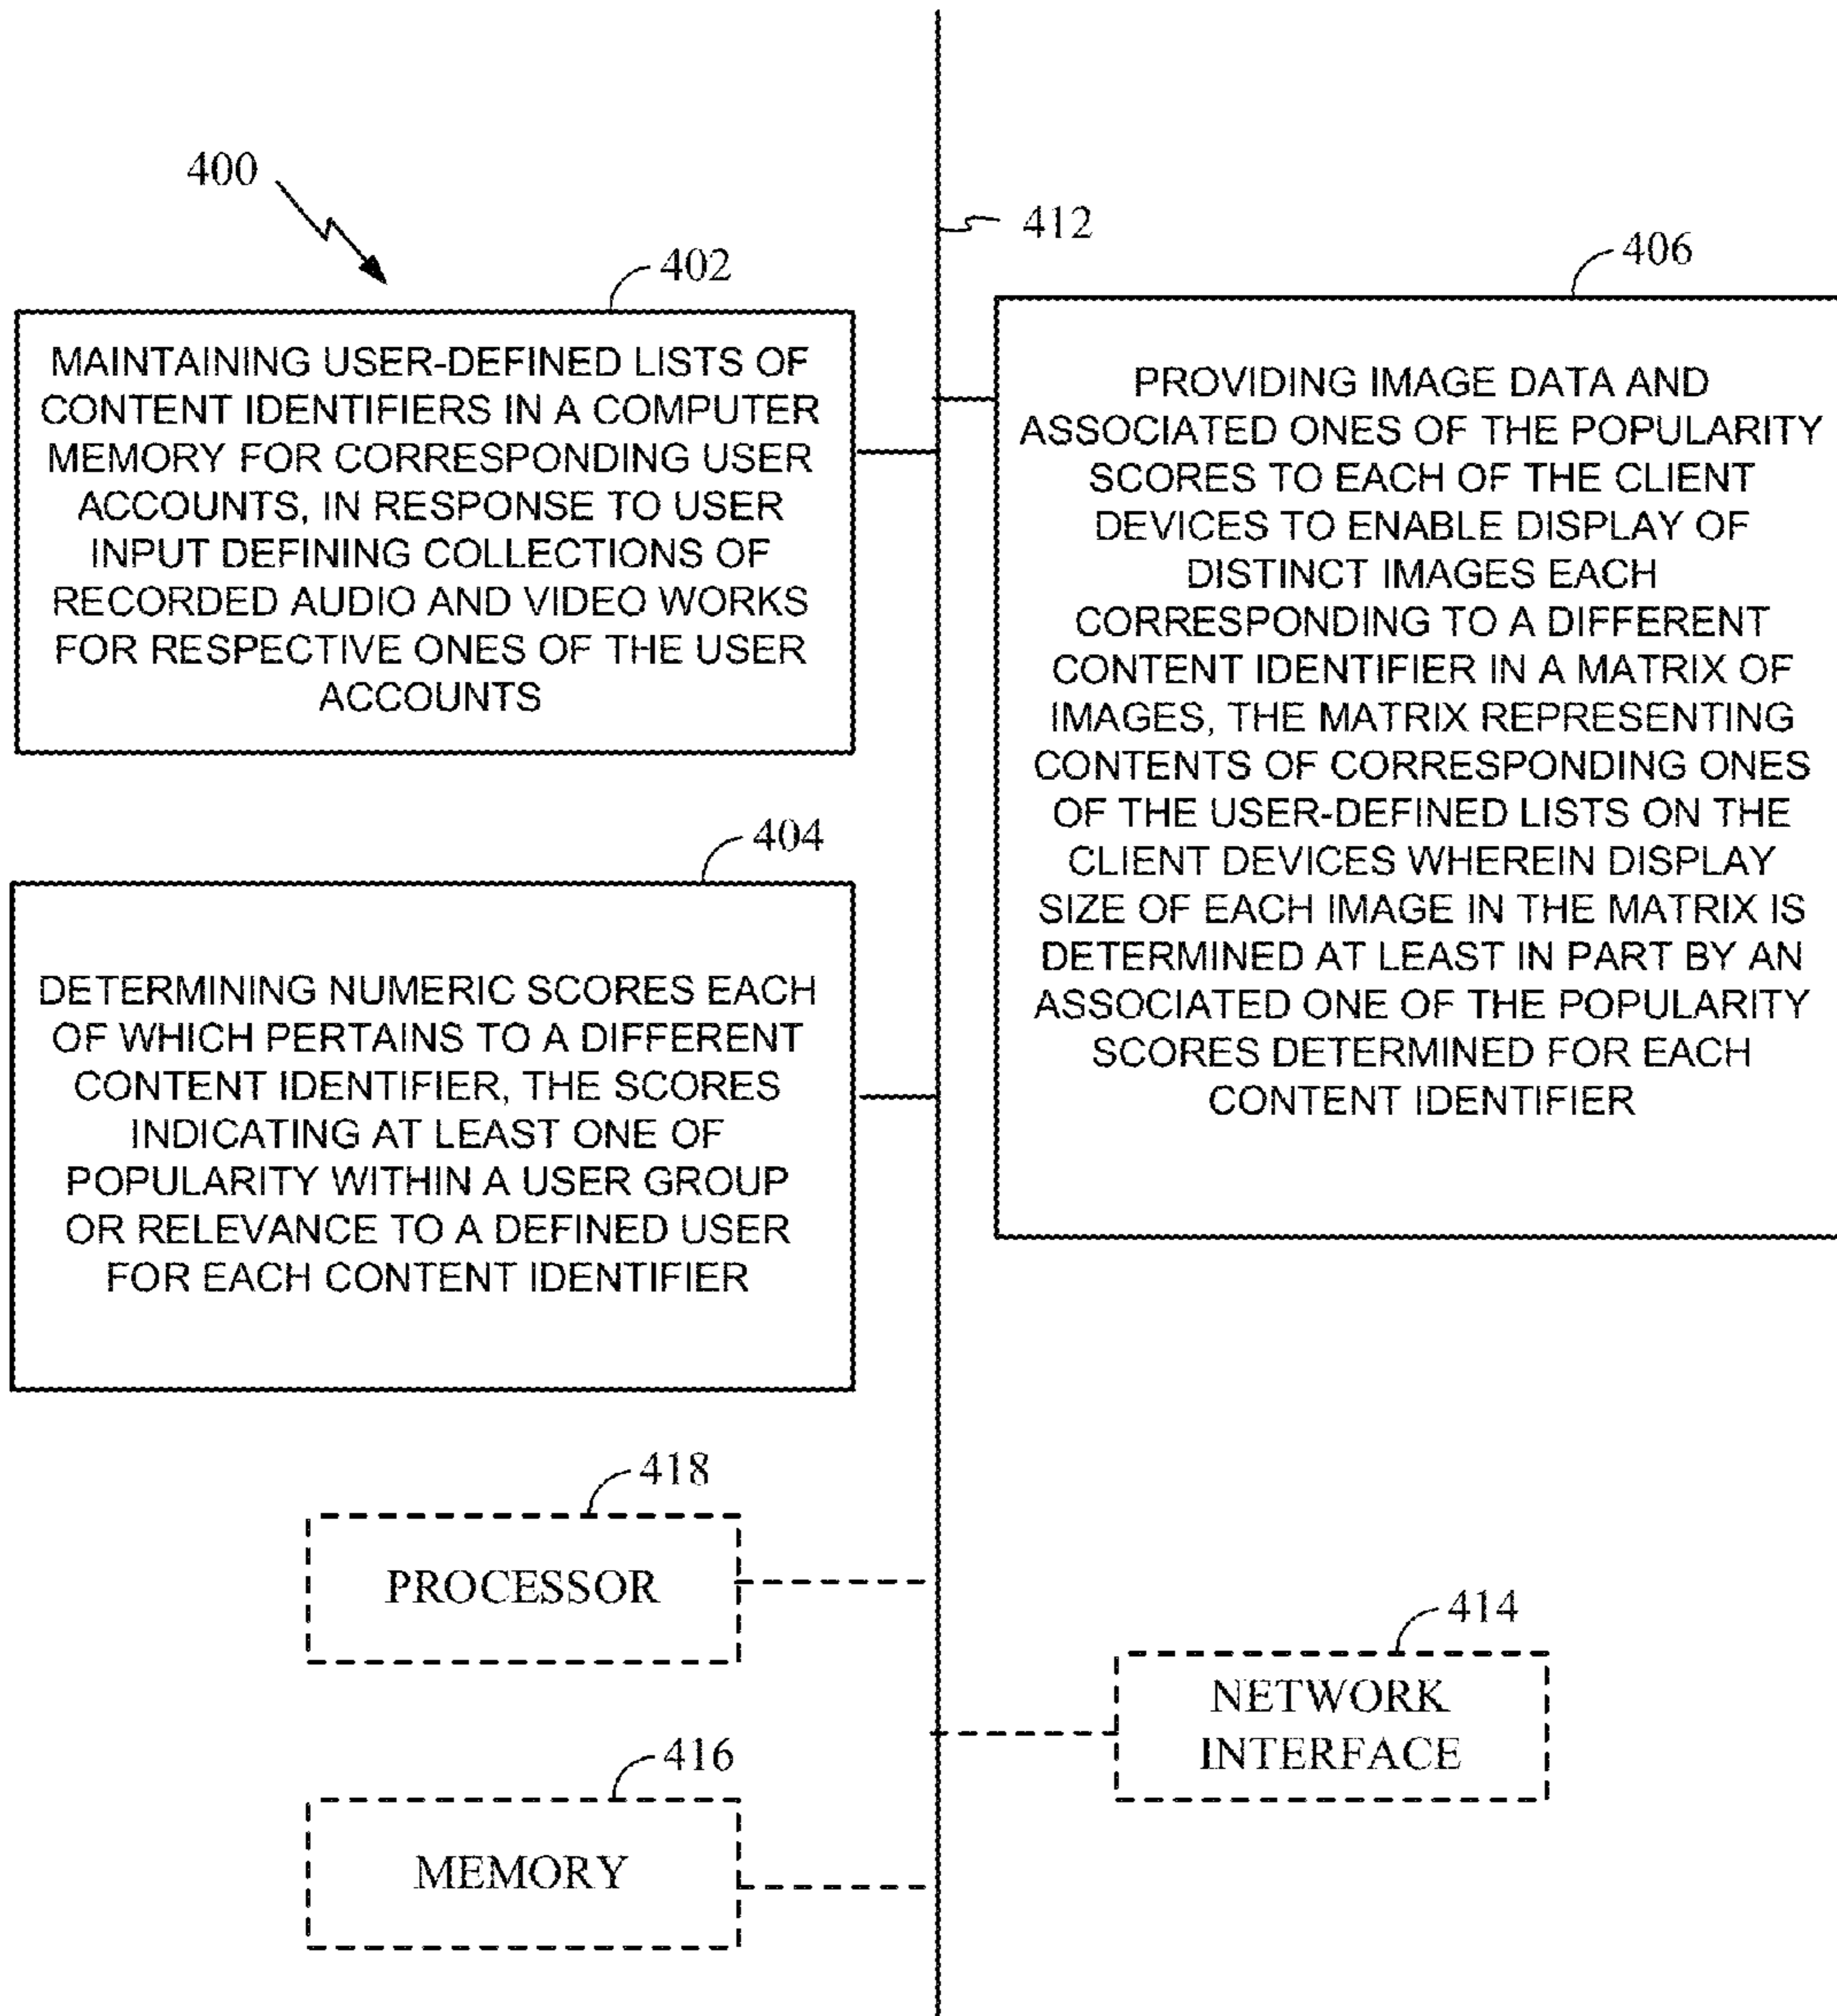 400
412
402
MAINTAINING USER-DEFINED LISTS OF
CONTENT IDENTIFIERS IN A COMPUTER
MEMORY FOR CORRESPONDING USER
ACCOUNTS, IN RESPONSE TO USER
INPUT DEFINING COLLECTIONS OF
RECORDED AUDIO AND VIDEO WORKS
FOR RESPECTIVE ONES OF THE USER
ACCOUNTS
406
PROVIDING IMAGE DATA AND
ASSOCIATED ONES OF THE POPULARITY
SCORES TO EACH OF THE CLIENT
DEVICES TO ENABLE DISPLAY OF
DISTINCT IMAGES EACH
CORRESPONDING TO A DIFFERENT
CONTENT IDENTIFIER IN A MATRIX OF
IMAGES, THE MATRIX REPRESENTING
CONTENTS OF CORRESPONDING ONES
OF THE USER-DEFINED LISTS ON THE
CLIENT DEVICES WHEREIN DISPLAY
SIZE OF EACH IMAGE IN THE MATRIX IS
DETERMINED AT LEAST IN PART BY AN
ASSOCIATED ONE OF THE POPULARITY
SCORES DETERMINED FOR EACH
CONTENT IDENTIFIER
404
DETERMINING NUMERIC SCORES EACH
OF WHICH PERTAINS TO A DIFFERENT
CONTENT IDENTIFIER, THE SCORES
INDICATING AT LEAST ONE OF
POPULARITY WITHIN A USER GROUP
OR RELEVANCE TO A DEFINED USER
FOR EACH CONTENT IDENTIFIER
418
PROCESSOR
414
NETWORK
INTERFACE
416
MEMORY